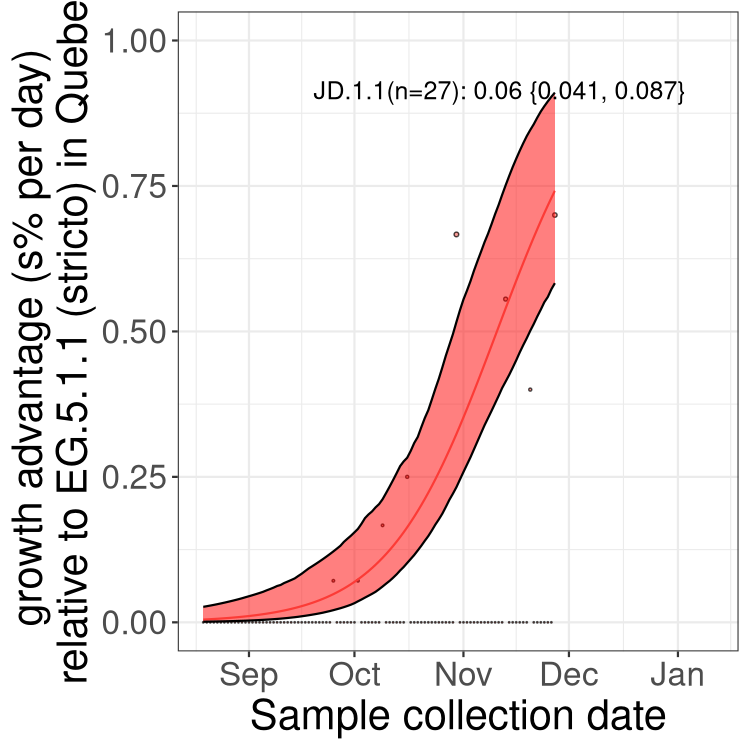 growth advantage (s% per day)
relative to EG.5.1.1 (stricto) in Quebe
1.00
0.75
0.50
0.25
0.00
JD.1.1(n=27): 0.06 {0.041, 0.087}
Sep Oct Nov Dec Jan
Sample collection date